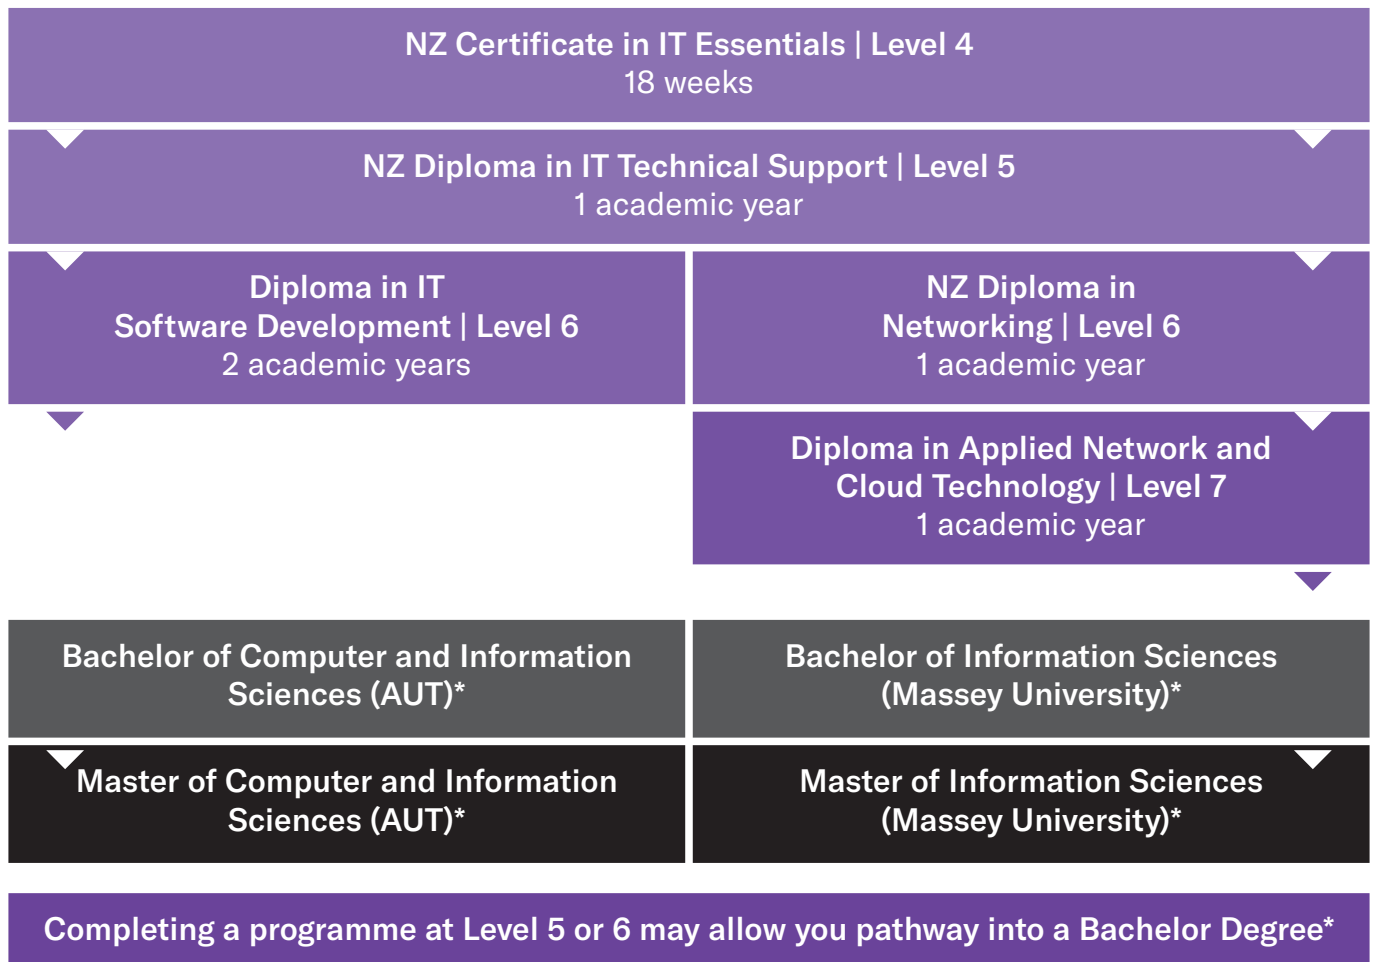 NZ Certificate in IT Essentials | Level 4
18 weeks
NZ Diploma in IT Technical Support | Level 5
1 academic year
Diploma in IT
Software Development | Level 6
2 academic years
NZ Diploma in
Networking | Level 6
1 academic year
Diploma in Applied Network and
Cloud Technology | Level 7
1 academic year
Bachelor of Computer and Information
Sciences (AUT)*
Bachelor of Information Sciences
(Massey University)*
Master of Computer and Information
Sciences (AUT)*
Master of Information Sciences
(Massey University)*
Completing a programme at Level 5 or 6 may allow you pathway into a Bachelor Degree*